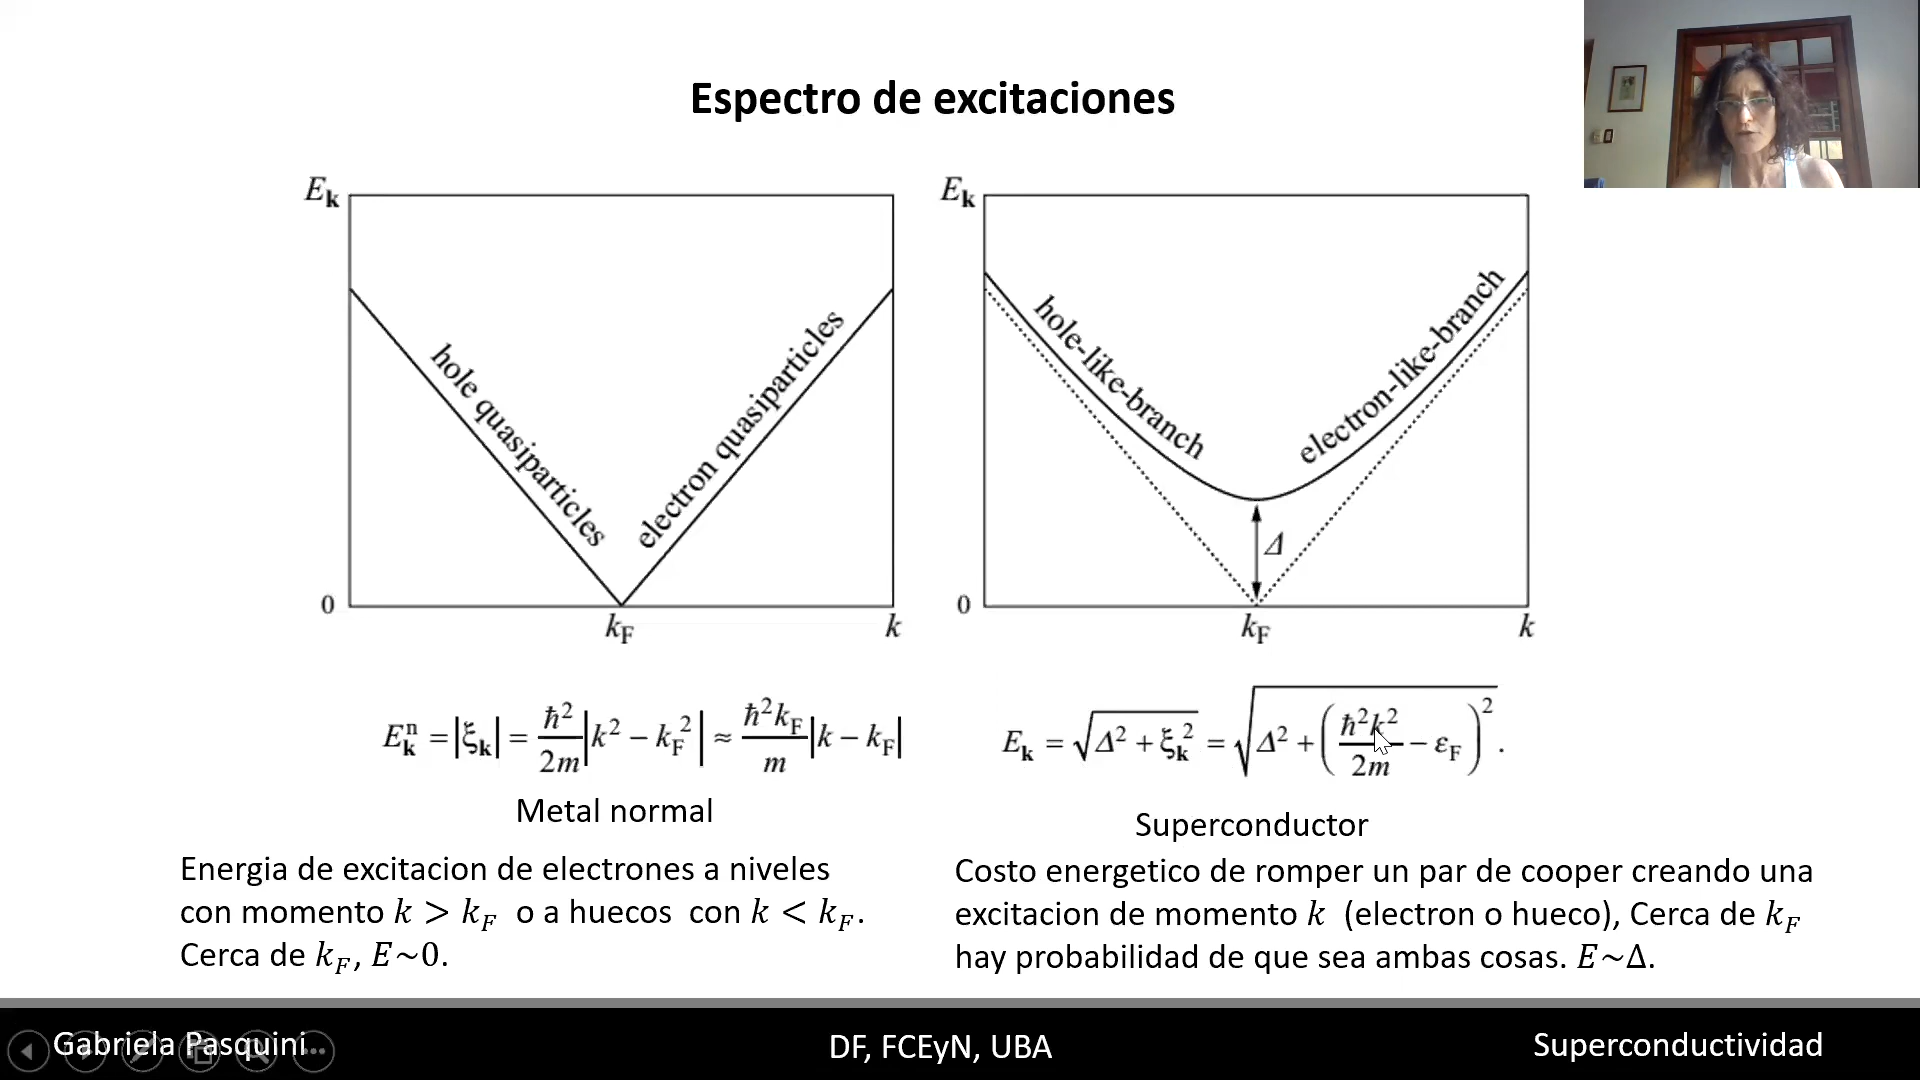 Espectro de excitaciones
E_k
hole quasiparticles
electron quasiparticles
0
k_F
k
E_k
hole-like-branch
electron-like-branch
Δ
0
k_F
k
E_k^n = |ξ_k| = ℏ²/2m |k² − k_F²| ≈ ℏ²k_F/m |k − k_F|
Metal normal
Energia de excitacion de electrones a niveles
con momento k > k_F o a huecos con k < k_F.
Cerca de k_F, E~0.
E_k = √(Δ² + ξ_k²) = √(Δ² + (ℏ²k²/2m − ε_F)²).
Superconductor
Costo energetico de romper un par de cooper creando una
excitacion de momento k (electron o hueco), Cerca de k_F
hay probabilidad de que sea ambas cosas. E~Δ.
Gabriela Pasquini
DF, FCEyN, UBA
Superconductividad